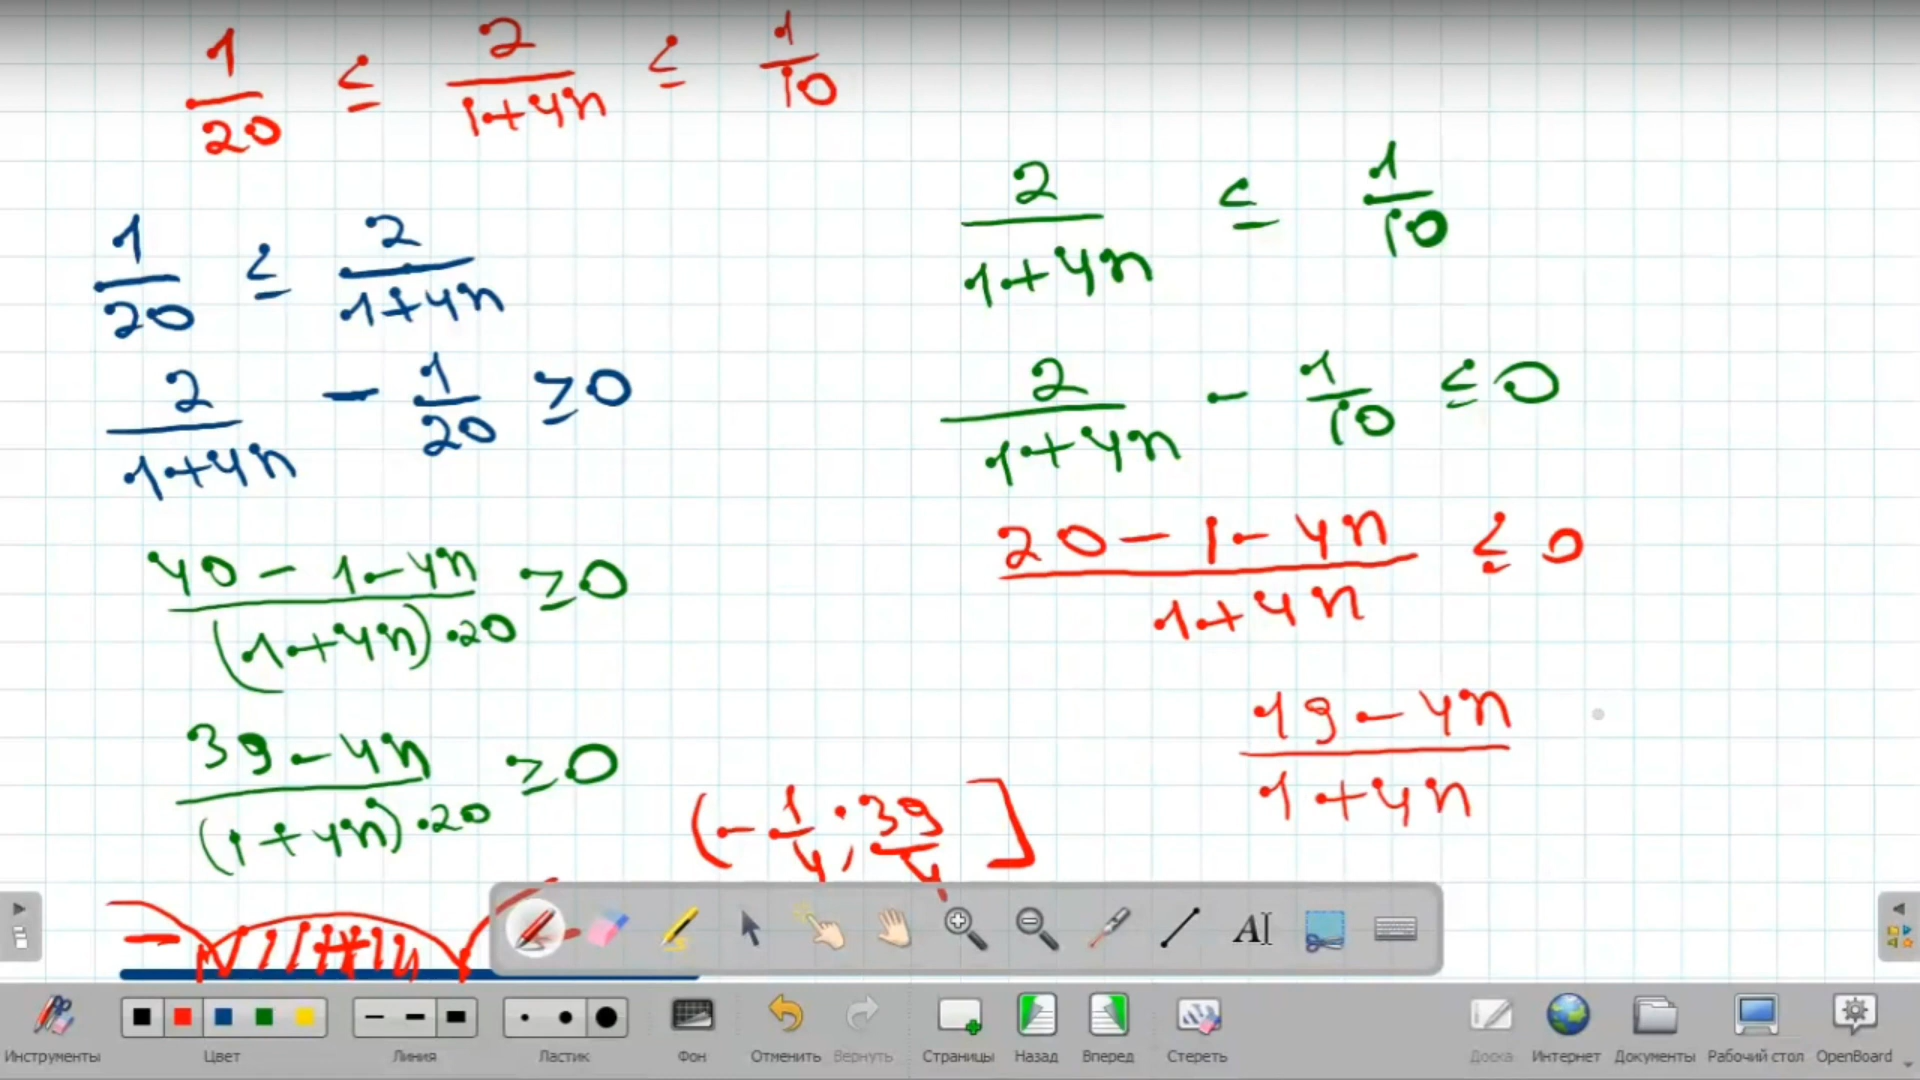 1/20 ≤ 2/(1+4n) ≤ 1/10
1/20 ≤ 2/(1+4n)
2/(1+4n) - 1/20 ≥ 0
(40-1-4n)/((1+4n)·20) ≥ 0
(39-4n)/((1+4n)·20) ≥ 0
(-1/4; 39/4]
2/(1+4n) ≤ 1/10
2/(1+4n) - 1/10 ≤ 0
(20-1-4n)/(1+4n) ≤ 0
(19-4n)/(1+4n)
- +
Инструменты Цвет Линия Ластик Фон Отменить Вернуть Страницы Назад Вперед Стереть Доска Интернет Документы Рабочий стол OpenBoard